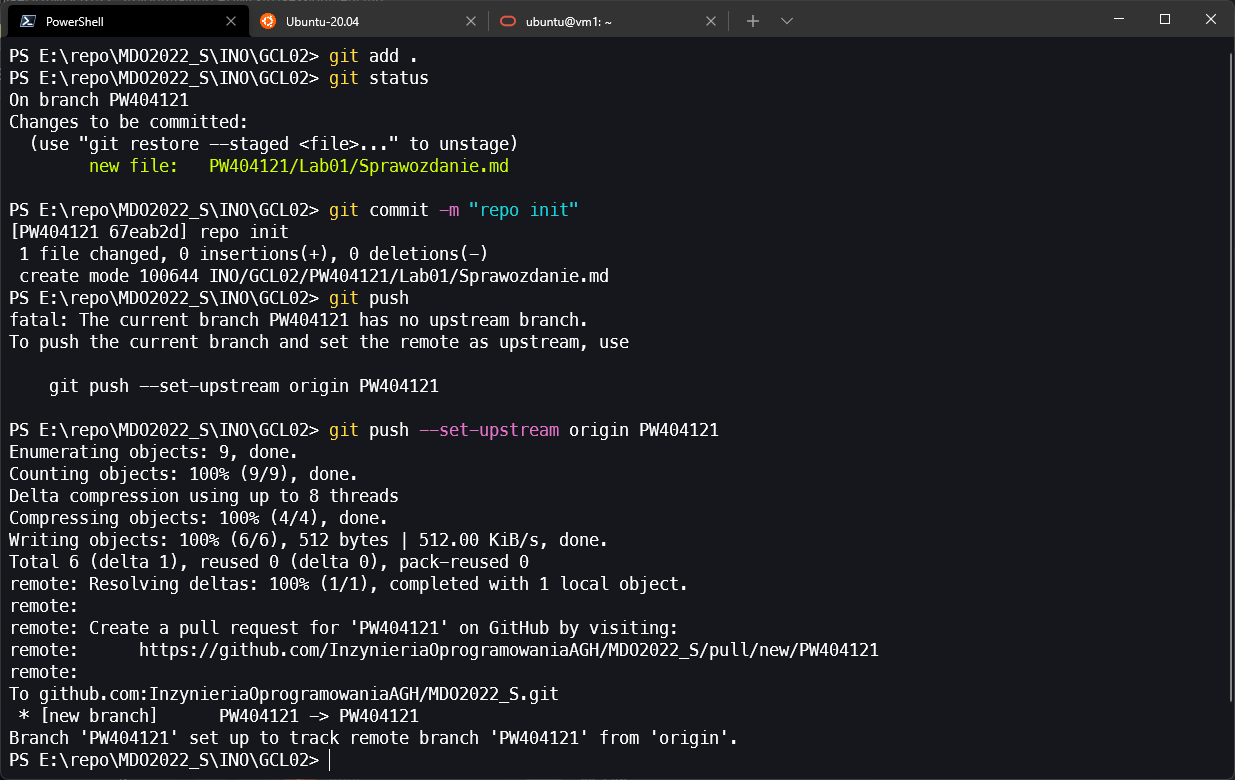 PowerShell
Ubuntu-20.04
ubuntu@vm1: ~
PS E:\repo\MDO2022_S\INO\GCL02> git add .
PS E:\repo\MDO2022_S\INO\GCL02> git status
On branch PW404121
Changes to be committed:
  (use "git restore --staged <file>..." to unstage)
        new file:   PW404121/Lab01/Sprawozdanie.md

PS E:\repo\MDO2022_S\INO\GCL02> git commit -m "repo init"
[PW404121 67eab2d] repo init
 1 file changed, 0 insertions(+), 0 deletions(-)
 create mode 100644 INO/GCL02/PW404121/Lab01/Sprawozdanie.md
PS E:\repo\MDO2022_S\INO\GCL02> git push
fatal: The current branch PW404121 has no upstream branch.
To push the current branch and set the remote as upstream, use

    git push --set-upstream origin PW404121

PS E:\repo\MDO2022_S\INO\GCL02> git push --set-upstream origin PW404121
Enumerating objects: 9, done.
Counting objects: 100% (9/9), done.
Delta compression using up to 8 threads
Compressing objects: 100% (4/4), done.
Writing objects: 100% (6/6), 512 bytes | 512.00 KiB/s, done.
Total 6 (delta 1), reused 0 (delta 0), pack-reused 0
remote: Resolving deltas: 100% (1/1), completed with 1 local object.
remote:
remote: Create a pull request for 'PW404121' on GitHub by visiting:
remote:      https://github.com/InzynieriaOprogramowaniaAGH/MDO2022_S/pull/new/PW404121
remote:
To github.com:InzynieriaOprogramowaniaAGH/MDO2022_S.git
 * [new branch]      PW404121 -> PW404121
Branch 'PW404121' set up to track remote branch 'PW404121' from 'origin'.
PS E:\repo\MDO2022_S\INO\GCL02>